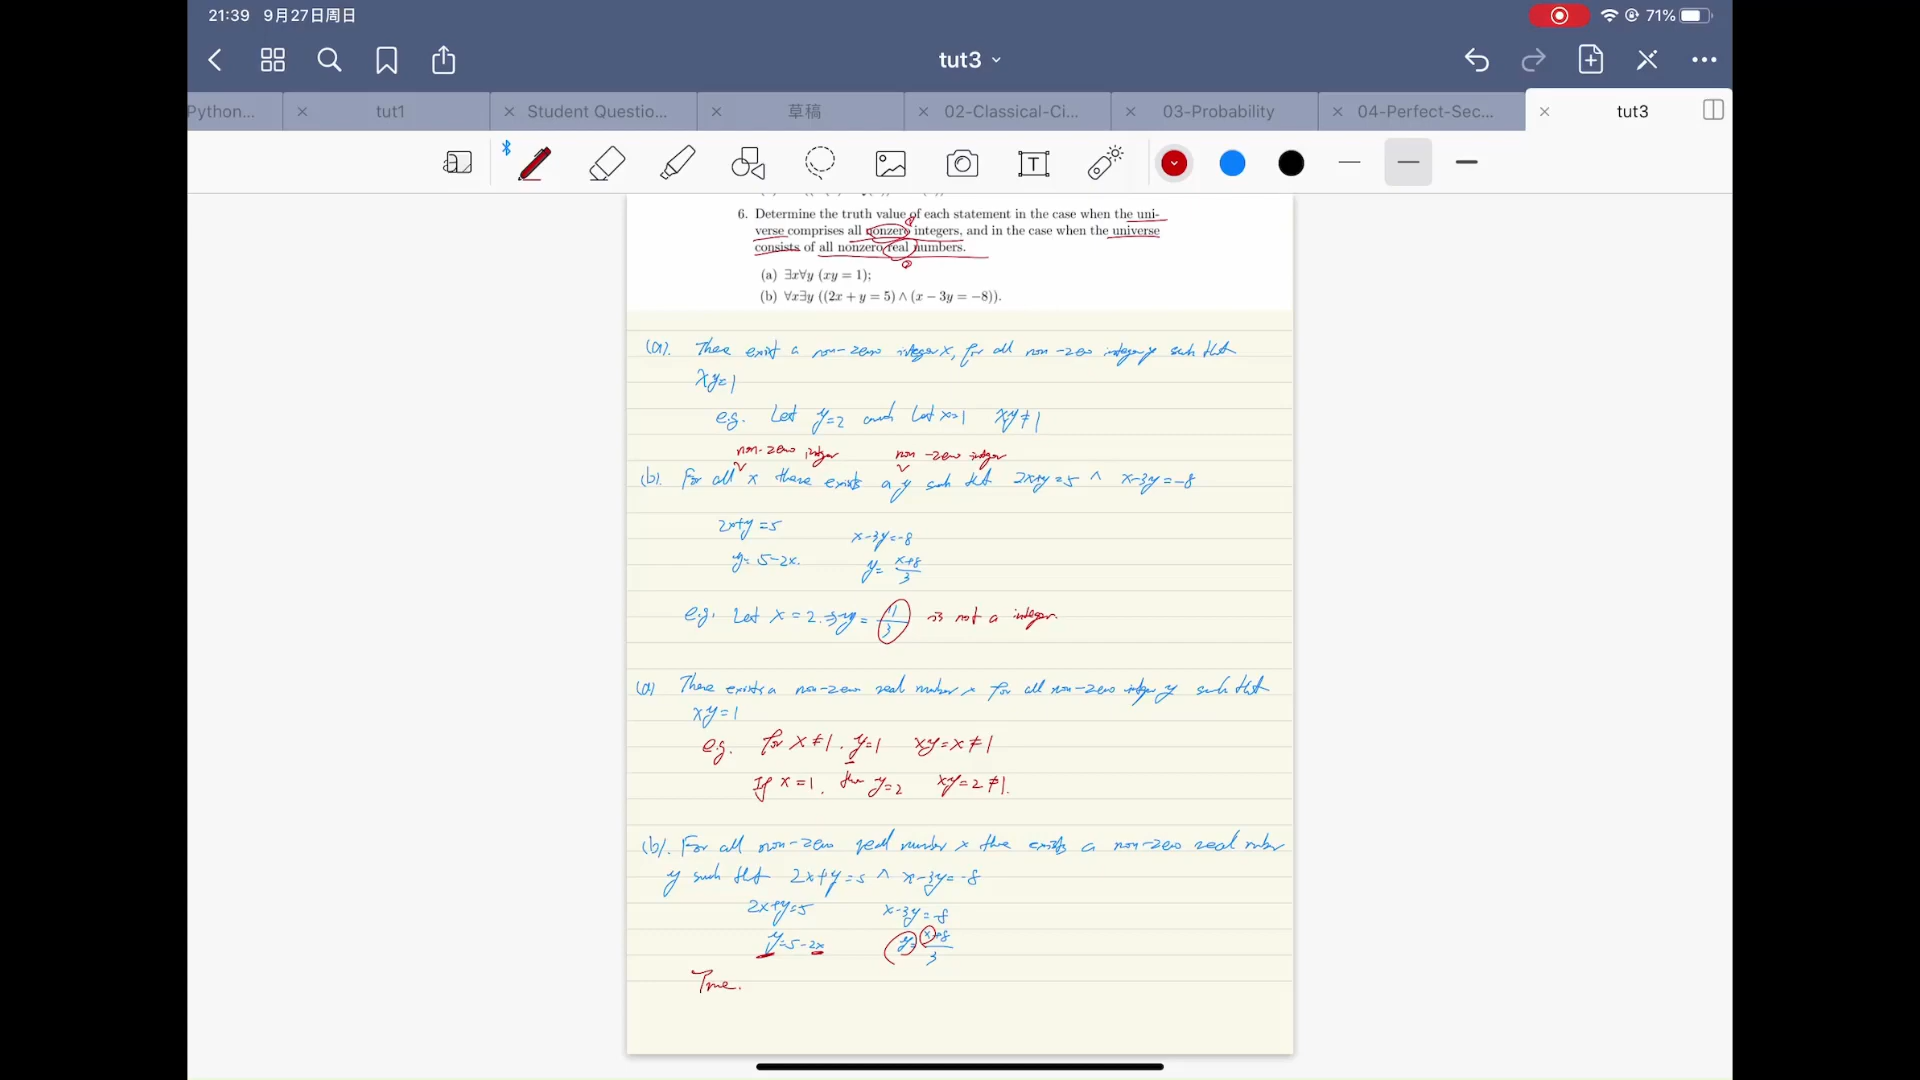 21:39 9月27日周日
71%
tut3
Python...
tut1
Student Questio...
草稿
02-Classical-Ci...
03-Probability
04-Perfect-Sec...
tut3
6. Determine the truth value of each statement in the case when the uni-
verse comprises all nonzero integers, and in the case when the universe
consists of all nonzero real numbers.
(a) ∃x∀y (xy = 1);
(b) ∀x∃y ((2x + y = 5) ∧ (x − 3y = −8)).
(a). There exist a non-zero integer x, for all non-zero integer y such that
xy=1
e.g. Let y=2 and let x=1 xy≠1
non-zero integer non-zero integer
(b). For all x there exists a y such that 2x+y=5 ∧ x-3y=-8
2x+y=5 x-3y=-8
y=5-2x. y=(x+8)/3
e.g. Let x=2.⇒y= 11/3 is not a integer.
(a) There exists a non-zero real number x for all non-zero integer y such that
xy=1
e.g. for x≠1. y=1 xy=x≠1
If x=1, then y=2 xy=2≠1.
(b). For all non-zero real number x there exists a non-zero real number
y such that 2x+y=5 ∧ x-3y=-8
2x+y=5 x-3y=-8
y=5-2x y=(x+8)/3
True.